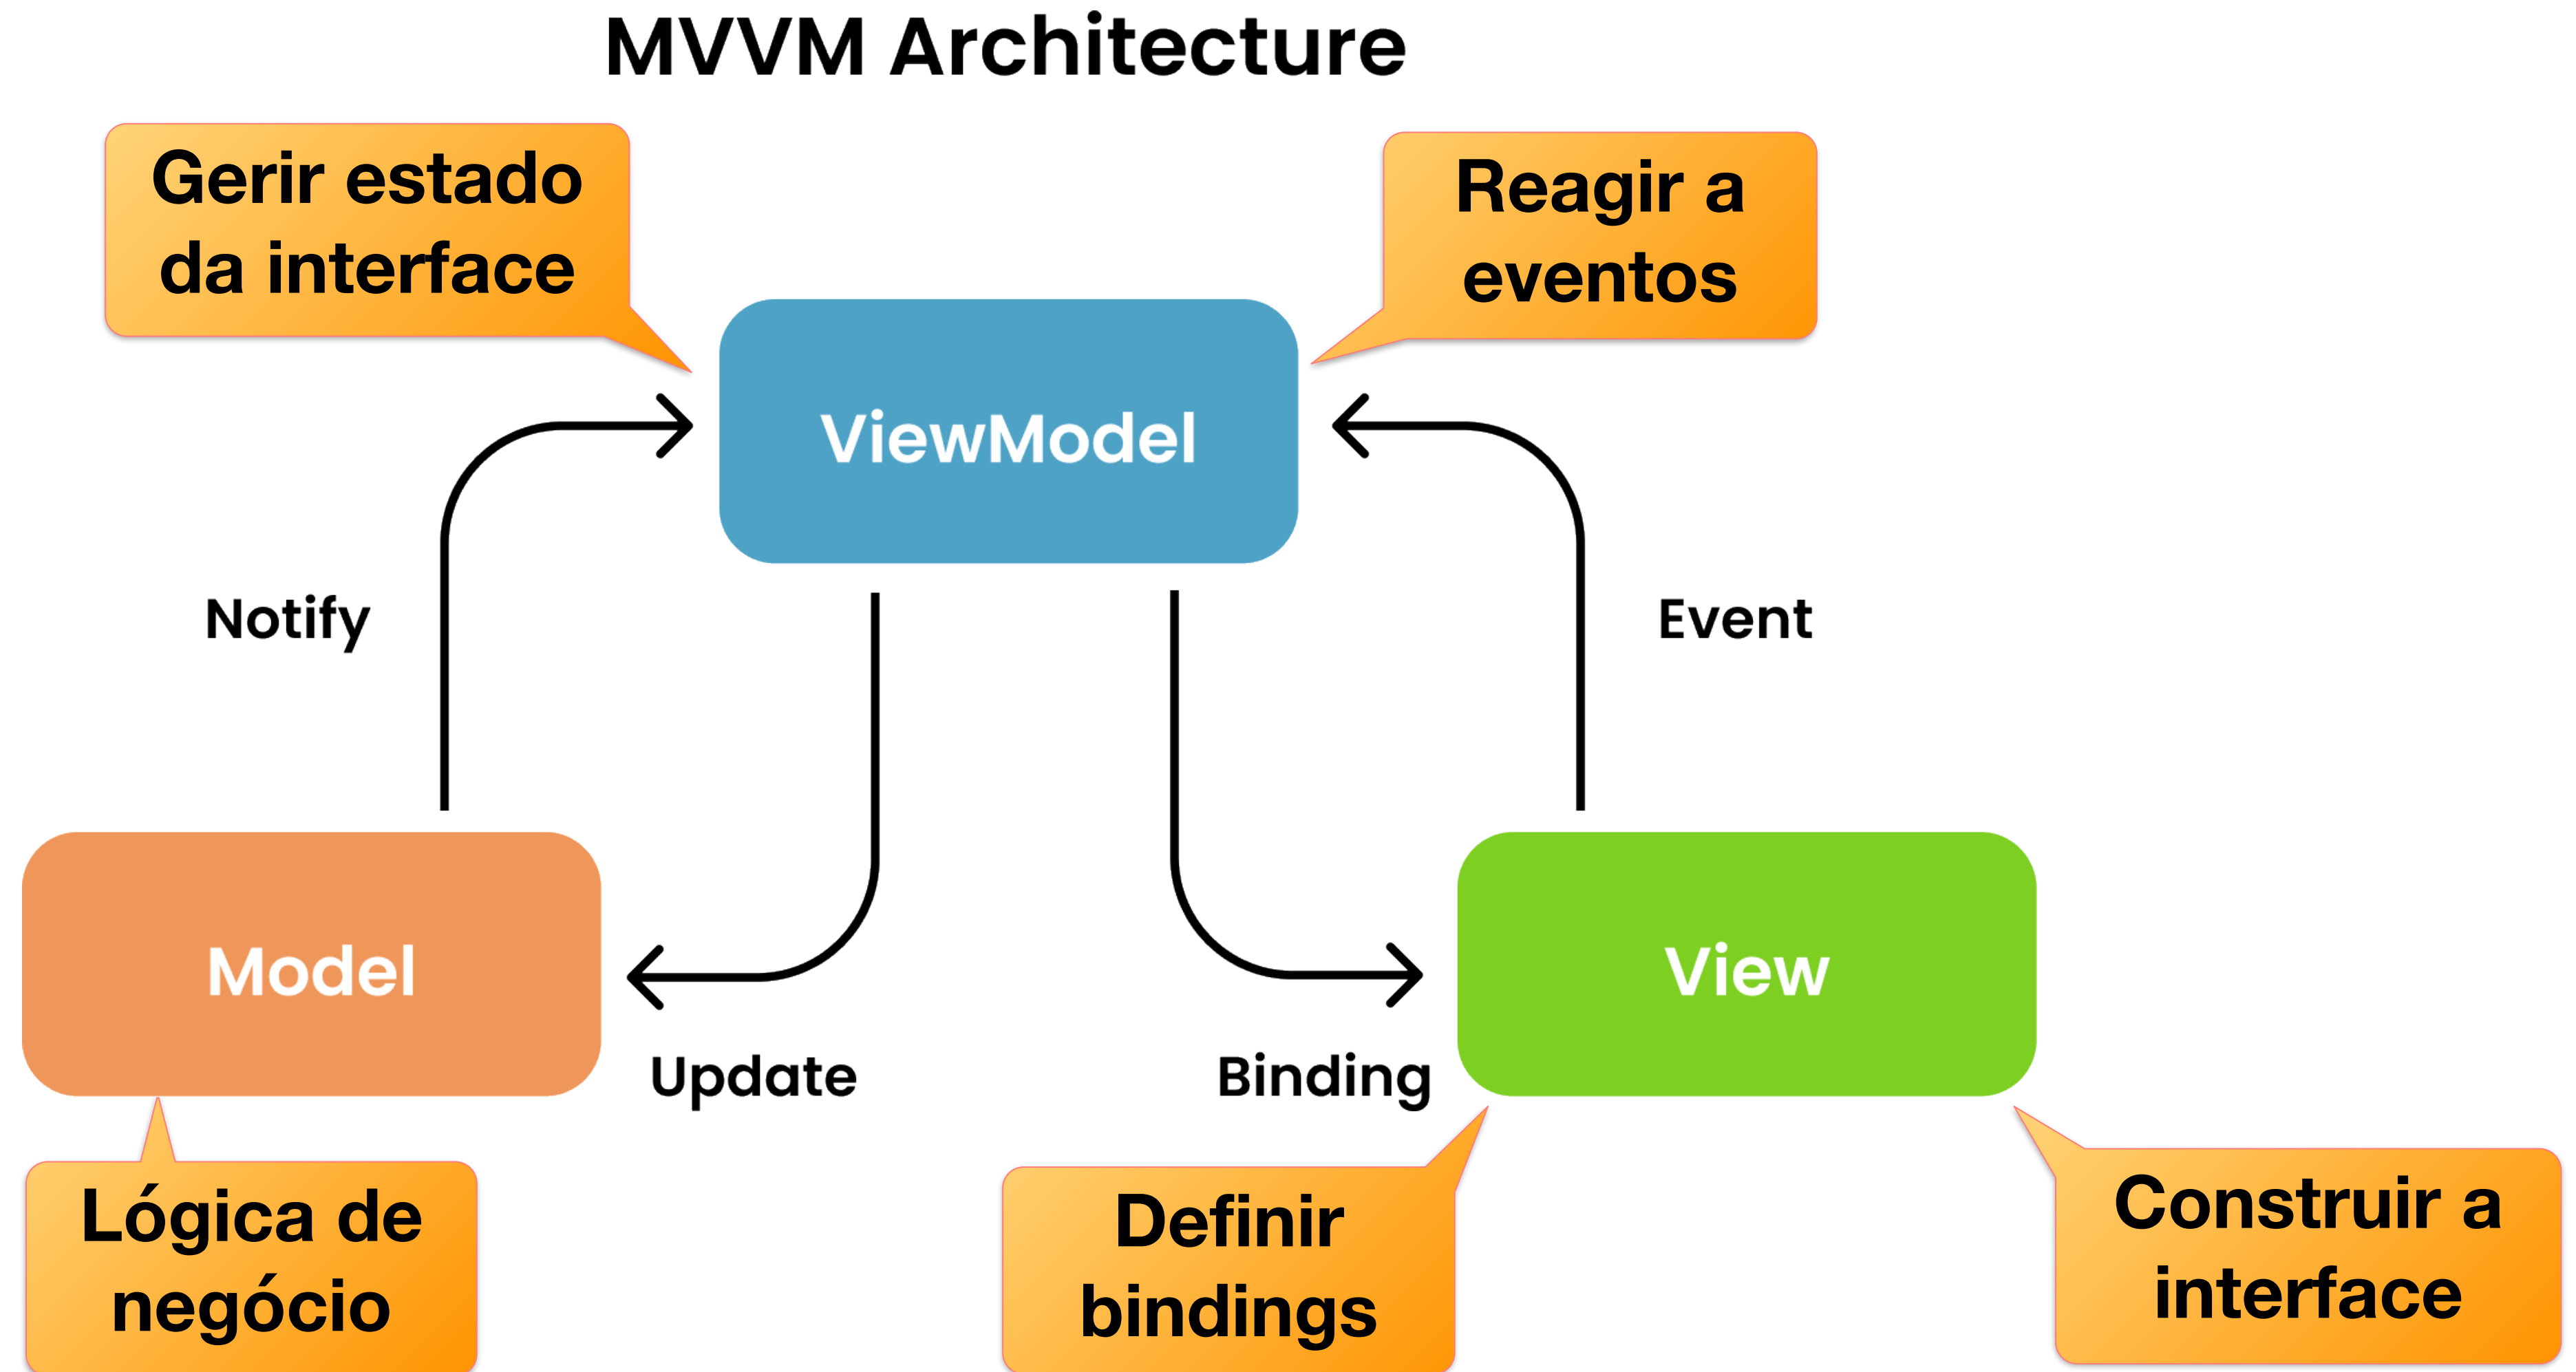 MVVM Architecture
Gerir estado
da interface
Reagir a
eventos
ViewModel
Notify
Event
Model
View
Update
Binding
Lógica de
negócio
Definir
bindings
Construir a
interface